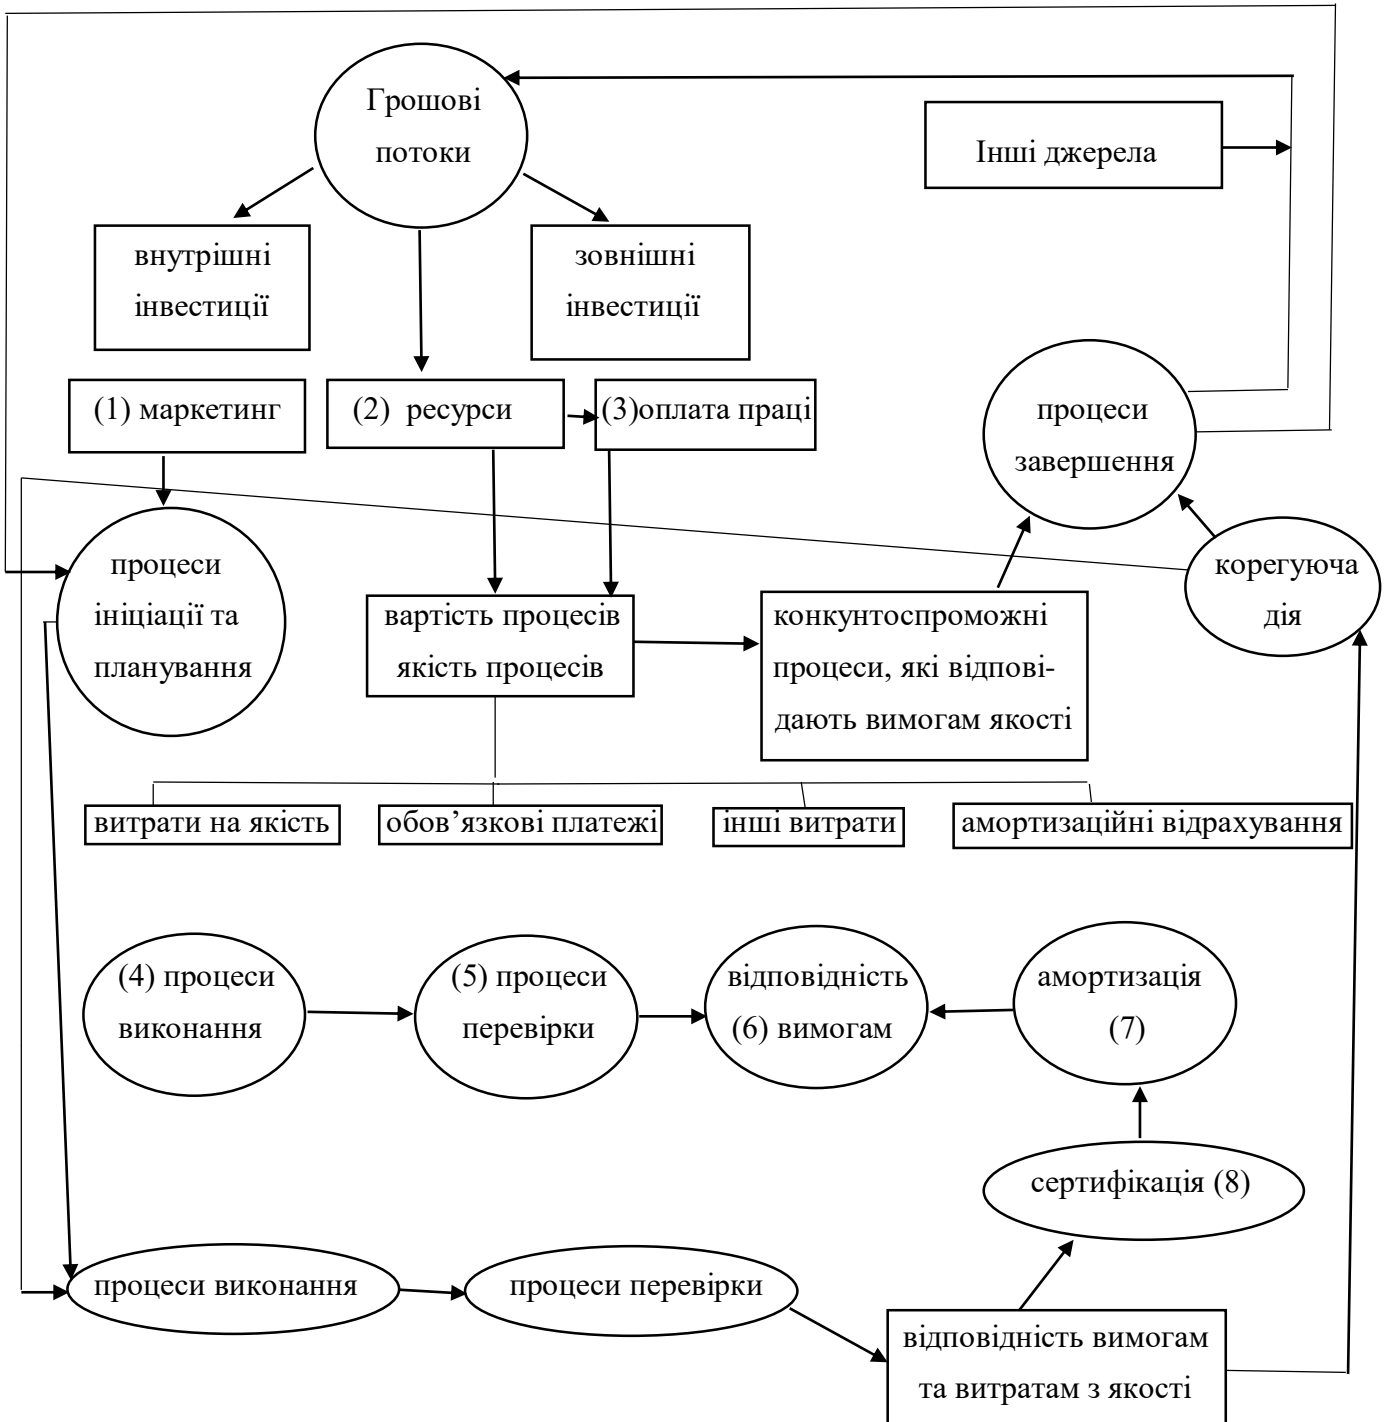 Грошові
потоки
Інші джерела
внутрішні
інвестиції
зовнішні
інвестиції
(1) маркетинг
(2) ресурси
(3)оплата праці
процеси
завершення
процеси
ініціації та
планування
вартість процесів
якість процесів
конкунтоспроможні
процеси, які відпові-
дають вимогам якості
корегуюча
дія
витрати на якість
обов’язкові платежі
інші витрати
амортизаційні відрахування
(4) процеси
виконання
(5) процеси
перевірки
відповідність
(6) вимогам
амортизація
(7)
сертифікація (8)
процеси виконання
процеси перевірки
відповідність вимогам
та витратам з якості